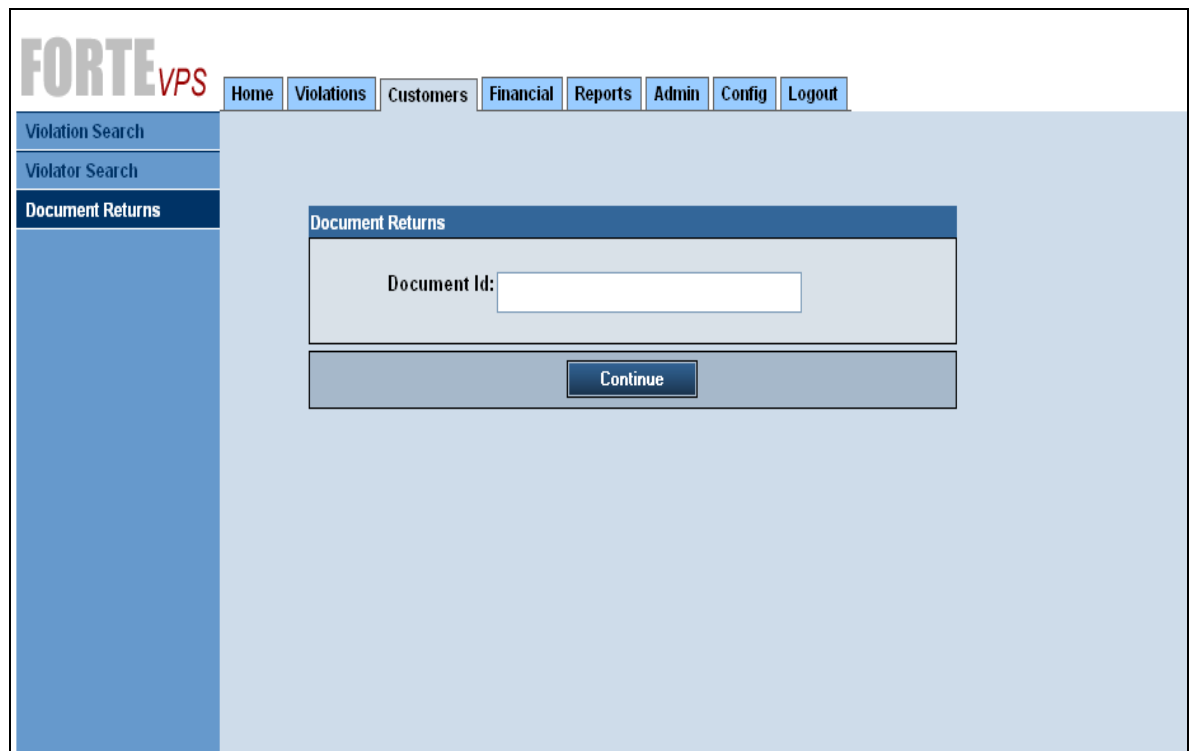 FORTE VPS
Home Violations Customers Financial Reports Admin Config Logout
Violation Search
Violator Search
Document Returns
Document Returns
Document Id:
Continue